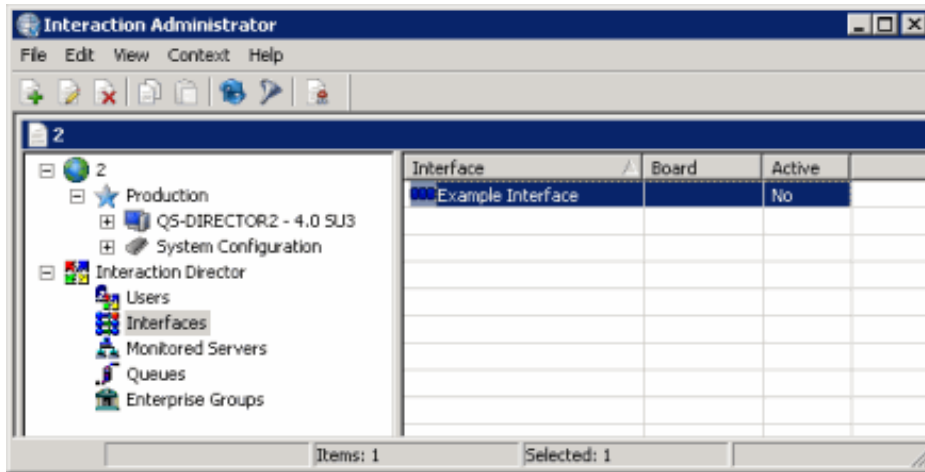 Interaction Administrator
File Edit View Context Help
2
2
Production
QS-DIRECTOR2 - 4.0 SU3
System Configuration
Interaction Director
Users
Interfaces
Monitored Servers
Queues
Enterprise Groups
Interface Board Active
Example Interface No
Items: 1 Selected: 1